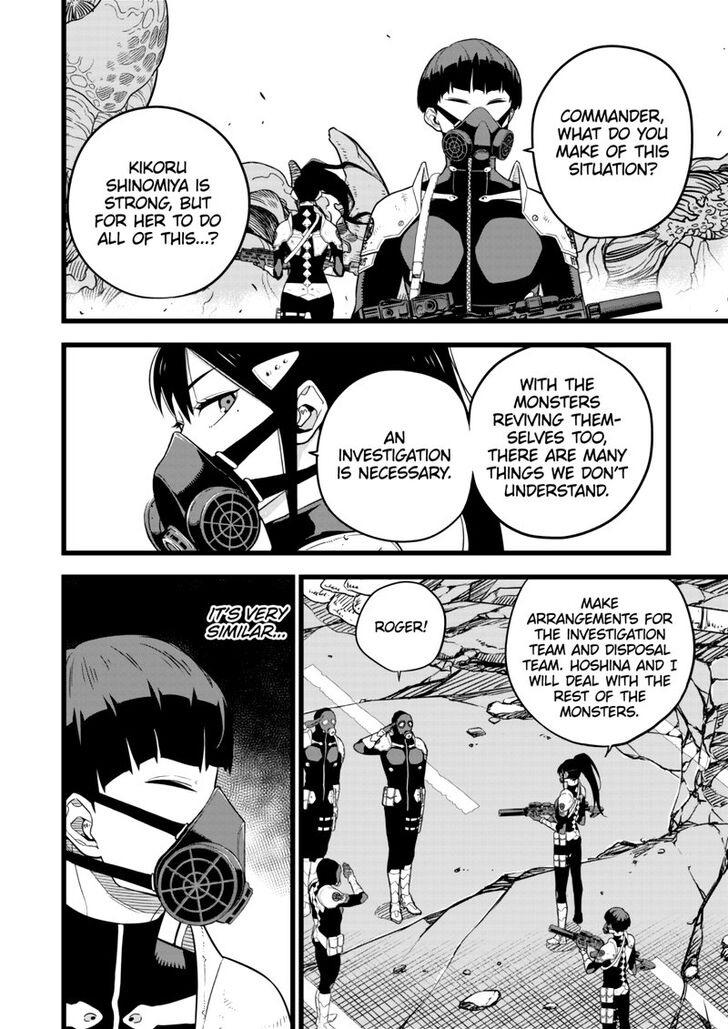 COMMANDER,
WHAT DO YOU
MAKE OF THIS
SITUATION?
KIKORU
SHINOMIYA IS
STRONG, BUT
FOR HER TO DO
ALL OF THIS...?
WITH THE
MONSTERS
REVIVING THEM-
SELVES TOO,
THERE ARE MANY
THINGS WE DON'T
UNDERSTAND.
AN
INVESTIGATION
IS NECESSARY.
MAKE
ARRANGEMENTS FOR
THE INVESTIGATION
TEAM AND DISPOSAL
TEAM. HOSHINA AND I
WILL DEAL WITH THE
REST OF THE
MONSTERS.
ROGER!
IT'S VERY
SIMILAR...